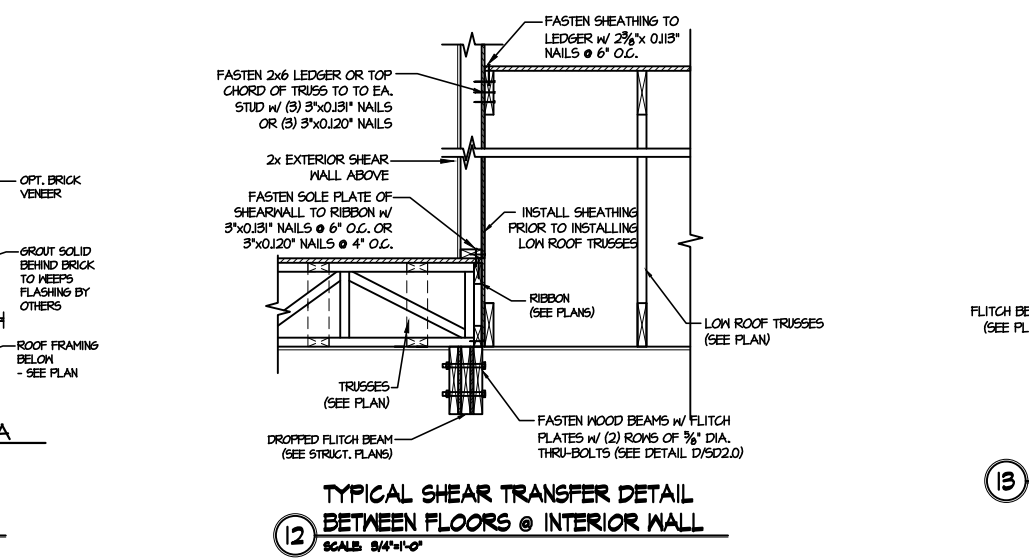 OPT. BRICK
VENEER
GROUT SOLID
BEHIND BRICK
TO WEEPS
FLASHING BY
OTHERS
ROOF FRAMING
BELOW
- SEE PLAN
A
FASTEN SHEATHING TO
LEDGER W/ 2⅜"x 0.113"
NAILS @ 6" O.C.
FASTEN 2x6 LEDGER OR TOP
CHORD OF TRUSS TO TO EA.
STUD W/ (3) 3"x0.131" NAILS
OR (3) 3"x0.120" NAILS
2x EXTERIOR SHEAR
WALL ABOVE
FASTEN SOLE PLATE OF
SHEARWALL TO RIBBON W/
3"x0.131" NAILS @ 6" O.C. OR
3"x0.120" NAILS @ 4" O.C.
INSTALL SHEATHING
PRIOR TO INSTALLING
LOW ROOF TRUSSES
RIBBON
(SEE PLANS)
LOW ROOF TRUSSES
(SEE PLAN)
TRUSSES
(SEE PLAN)
DROPPED FLITCH BEAM
(SEE STRUCT. PLANS)
FASTEN WOOD BEAMS W/ FLITCH
PLATES W/ (2) ROWS OF ⅝" DIA.
THRU-BOLTS (SEE DETAIL D/SD2.0)
12
TYPICAL SHEAR TRANSFER DETAIL
BETWEEN FLOORS @ INTERIOR WALL
SCALE: 3/4"=1'-0"
FLITCH BE
(SEE PL
13